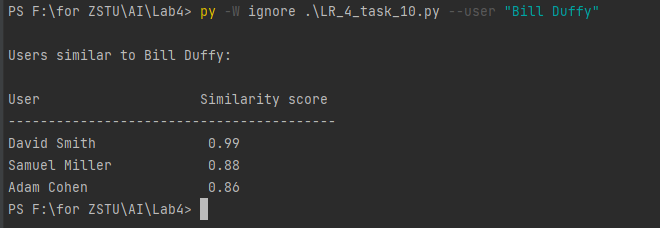 PS F:\for ZSTU\AI\Lab4> py -W ignore .\LR_4_task_10.py --user "Bill Duffy"
Users similar to Bill Duffy:
User Similarity score
-----------------------------------------
David Smith 0.99
Samuel Miller 0.88
Adam Cohen 0.86
PS F:\for ZSTU\AI\Lab4>